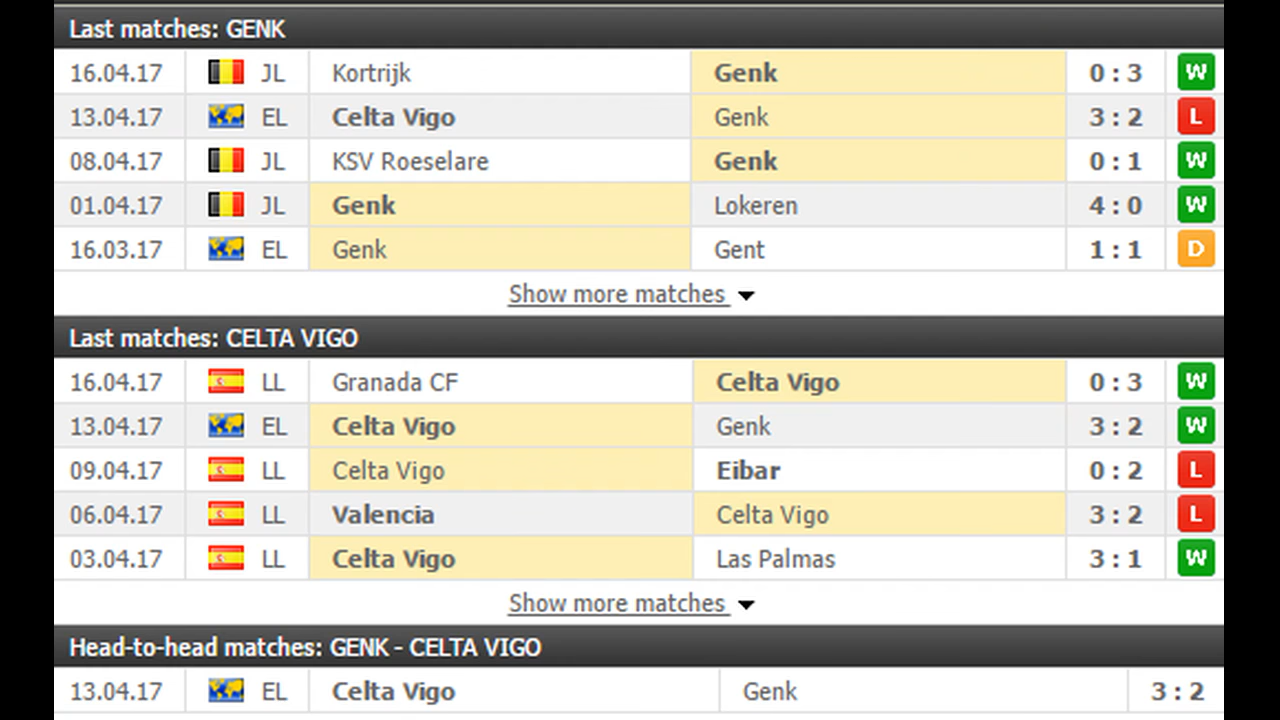 Last matches: GENK
16.04.17 JL Kortrijk Genk 0 : 3 W
13.04.17 EL Celta Vigo Genk 3 : 2 L
08.04.17 JL KSV Roeselare Genk 0 : 1 W
01.04.17 JL Genk Lokeren 4 : 0 W
16.03.17 EL Genk Gent 1 : 1 D
Show more matches
Last matches: CELTA VIGO
16.04.17 LL Granada CF Celta Vigo 0 : 3 W
13.04.17 EL Celta Vigo Genk 3 : 2 W
09.04.17 LL Celta Vigo Eibar 0 : 2 L
06.04.17 LL Valencia Celta Vigo 3 : 2 L
03.04.17 LL Celta Vigo Las Palmas 3 : 1 W
Show more matches
Head-to-head matches: GENK - CELTA VIGO
13.04.17 EL Celta Vigo Genk 3 : 2